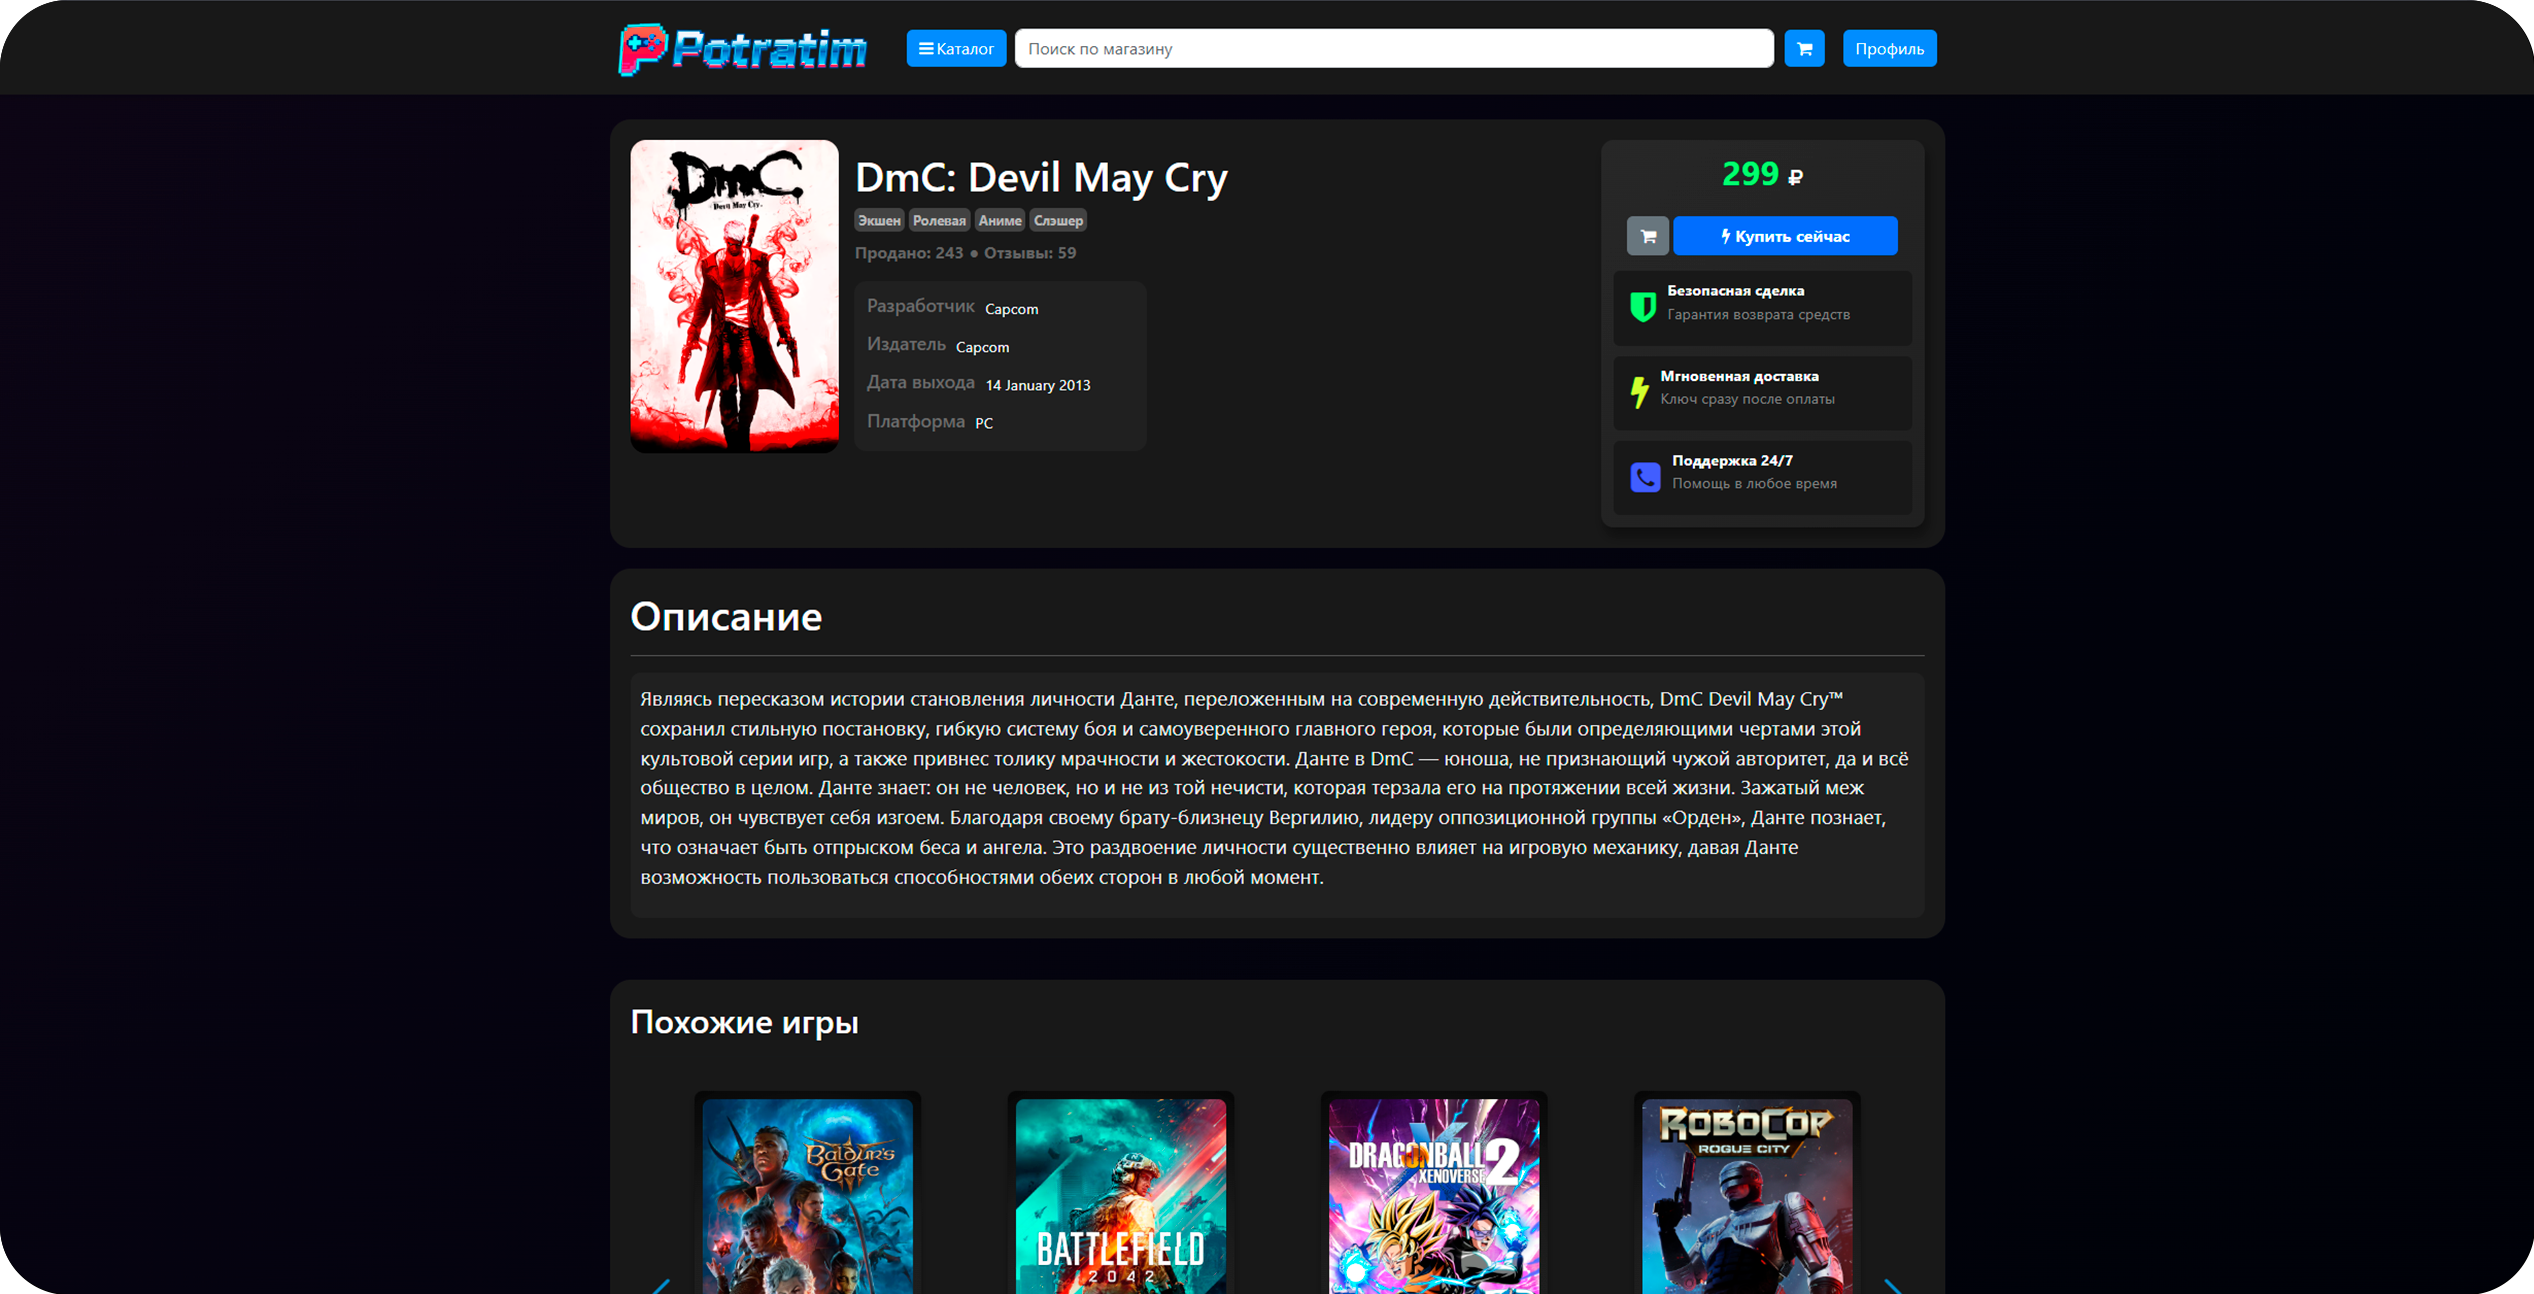 Potratim
Каталог
Поиск по магазину
Профиль
DmC
Devil May Cry
DmC: Devil May Cry
Экшен Ролевая Аниме Слэшер
Продано: 243 ● Отзывы: 59
Разработчик Capcom
Издатель Capcom
Дата выхода 14 January 2013
Платформа PC
299 ₽
Купить сейчас
Безопасная сделка
Гарантия возврата средств
Мгновенная доставка
Ключ сразу после оплаты
Поддержка 24/7
Помощь в любое время
Описание
Являясь пересказом истории становления личности Данте, переложенным на современную действительность, DmC Devil May Cry™
сохранил стильную постановку, гибкую систему боя и самоуверенного главного героя, которые были определяющими чертами этой
культовой серии игр, а также привнес толику мрачности и жестокости. Данте в DmC — юноша, не признающий чужой авторитет, да и всё
общество в целом. Данте знает: он не человек, но и не из той нечисти, которая терзала его на протяжении всей жизни. Зажатый меж
миров, он чувствует себя изгоем. Благодаря своему брату-близнецу Вергилию, лидеру оппозиционной группы «Орден», Данте познает,
что означает быть отпрыском беса и ангела. Это раздвоение личности существенно влияет на игровую механику, давая Данте
возможность пользоваться способностями обеих сторон в любой момент.
Похожие игры
Baldur's
Gate
BATTLEFIELD
2042
DRAGONBALL
XENOVERSE 2
ROBOCOP
ROGUE CITY